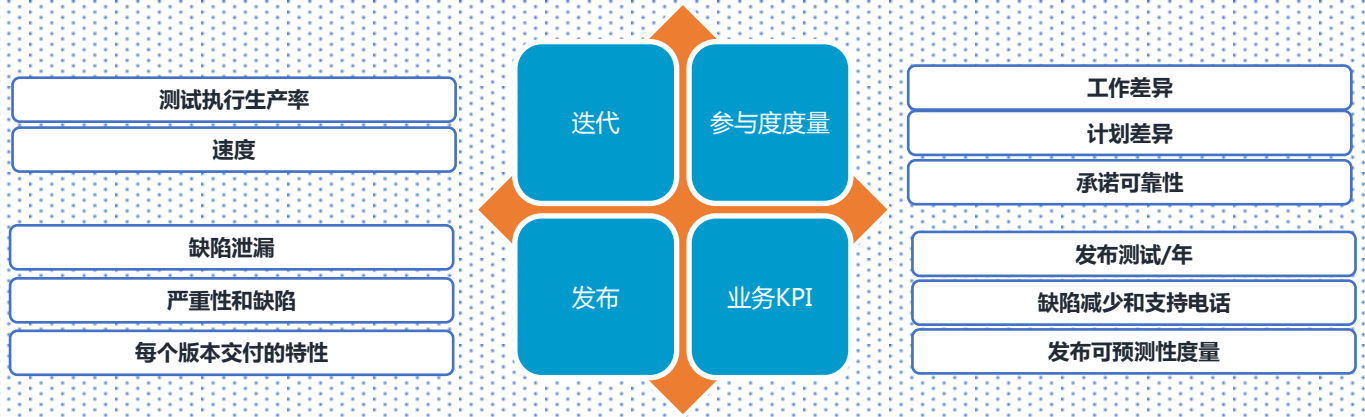 测试执行生产率
速度
迭代
参与度度量
工作差异
计划差异
承诺可靠性
缺陷泄漏
严重性和缺陷
每个版本交付的特性
发布
业务KPI
发布测试/年
缺陷减少和支持电话
发布可预测性度量